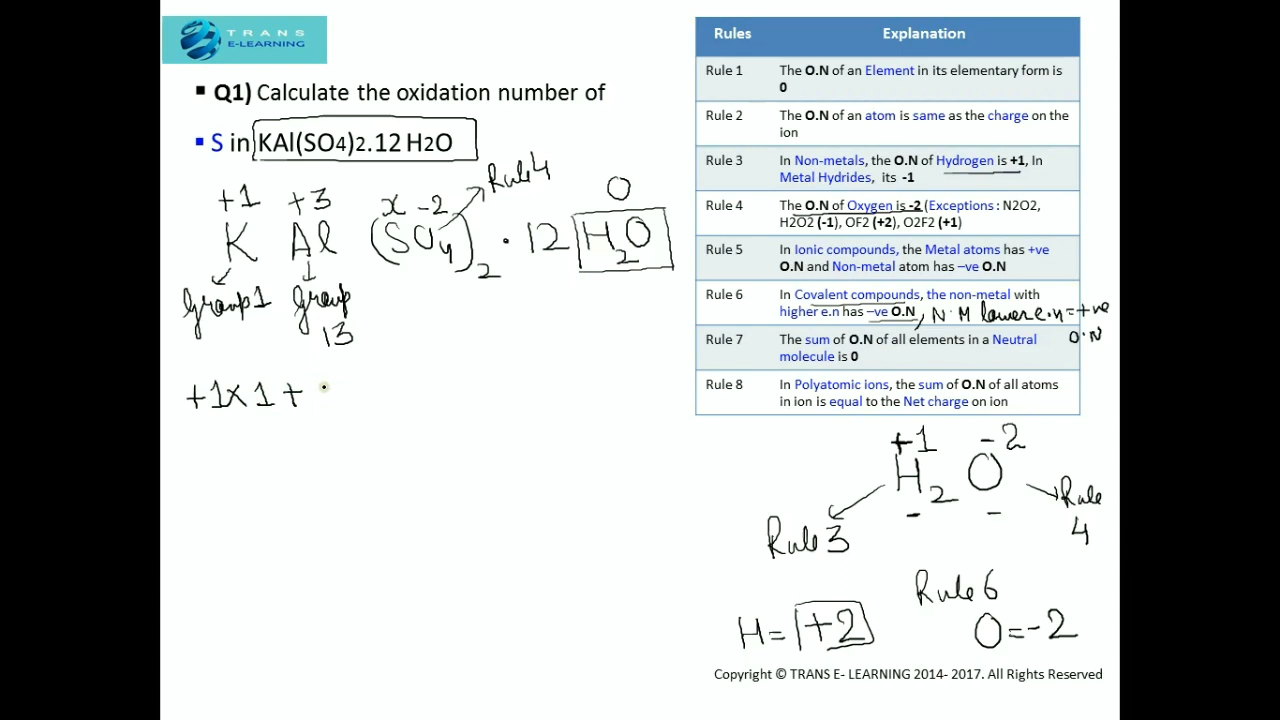 TRANS
E-LEARNING
Q1) Calculate the oxidation number of
S in KAl(SO4)2.12 H2O
+1 +3 x -2 Rule 4 0
K Al (SO4)2 . 12 H2O
Group 1 Group 13
+1×1 +
Rules Explanation
Rule 1 The O.N of an Element in its elementary form is
0
Rule 2 The O.N of an atom is same as the charge on the
ion
Rule 3 In Non-metals, the O.N of Hydrogen is +1, In
Metal Hydrides, its -1
Rule 4 The O.N of Oxygen is -2 (Exceptions : N2O2,
H2O2 (-1), OF2 (+2), O2F2 (+1)
Rule 5 In Ionic compounds, the Metal atoms has +ve
O.N and Non-metal atom has –ve O.N
Rule 6 In Covalent compounds, the non-metal with
higher e.n has –ve O.N , N·M lower e.n = +ve
O·N
Rule 7 The sum of O.N of all elements in a Neutral
molecule is 0
Rule 8 In Polyatomic ions, the sum of O.N of all atoms
in ion is equal to the Net charge on ion
+1 -2
H2 O
Rule 3 Rule 4
Rule 6
H = +2 O = -2
Copyright © TRANS E- LEARNING 2014- 2017. All Rights Reserved